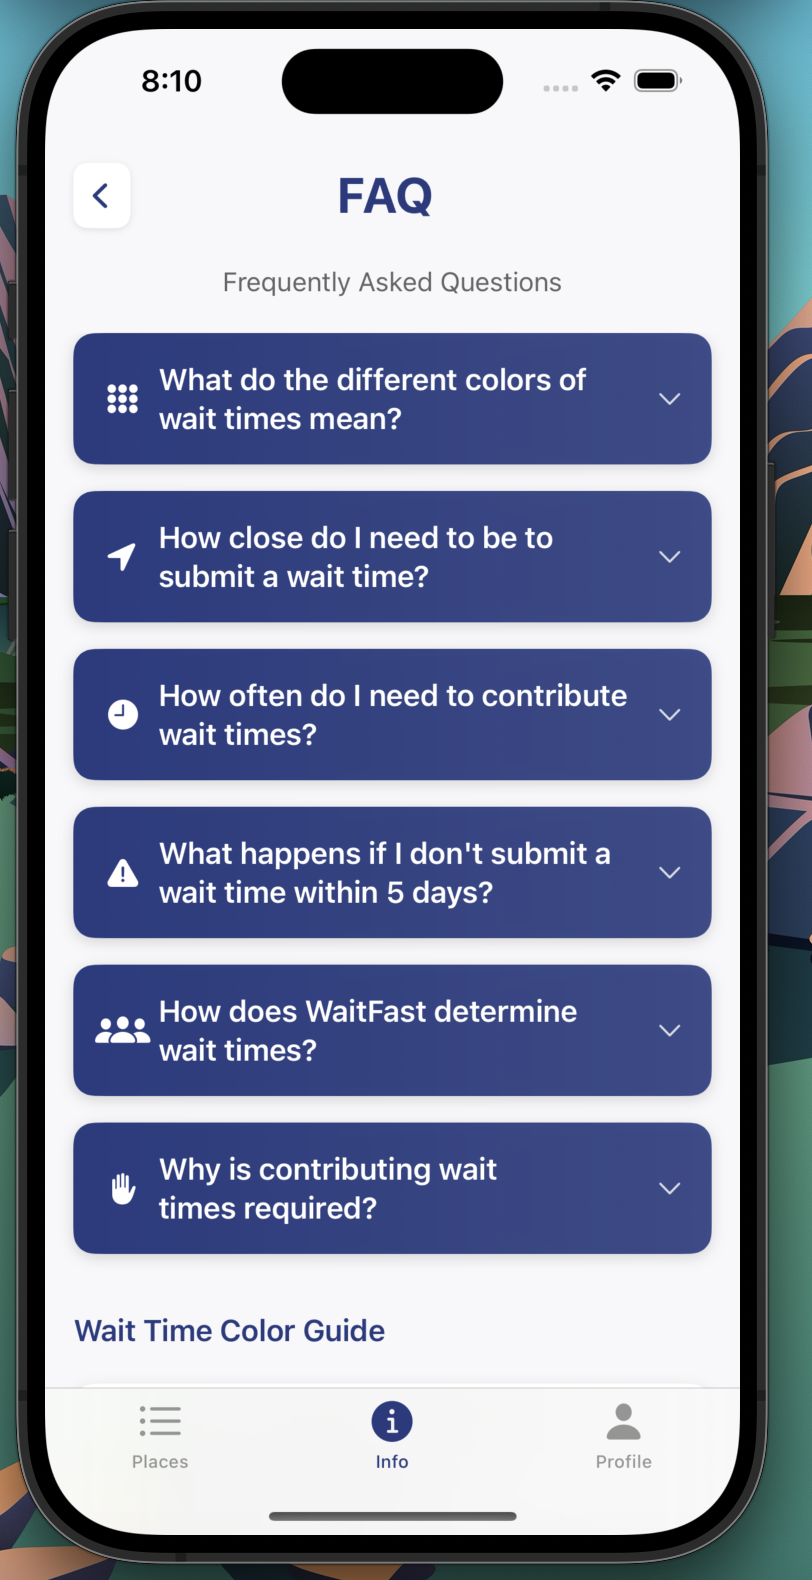 8:10
FAQ
Frequently Asked Questions
What do the different colors of
wait times mean?
How close do I need to be to
submit a wait time?
How often do I need to contribute
wait times?
What happens if I don't submit a
wait time within 5 days?
How does WaitFast determine
wait times?
Why is contributing wait
times required?
Wait Time Color Guide
Places
Info
Profile